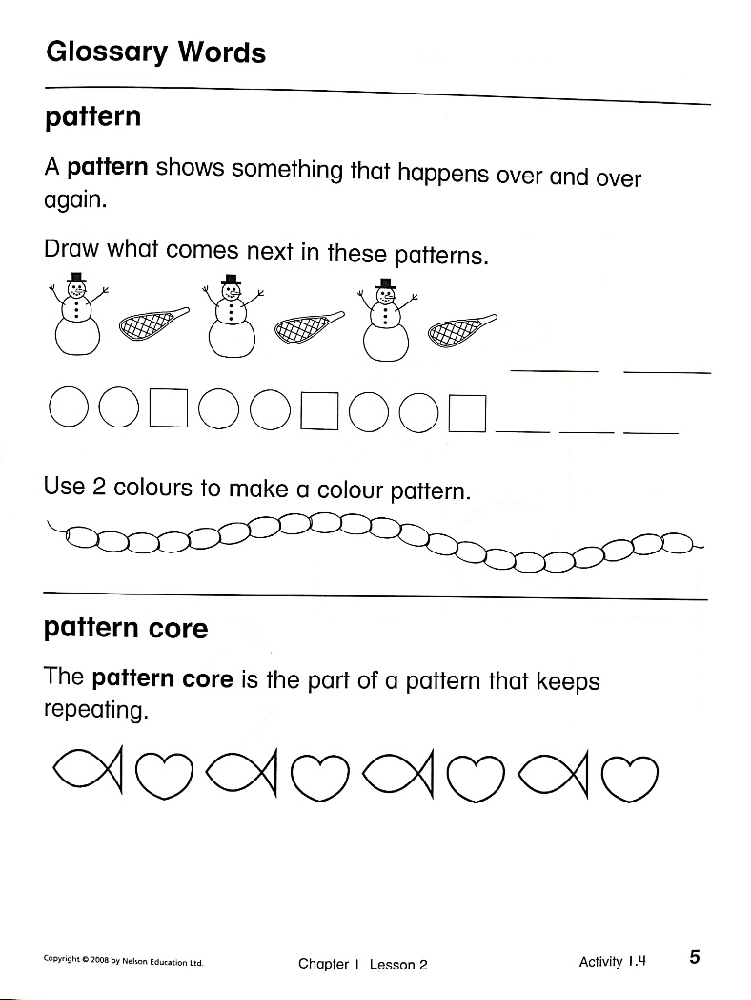 Glossary Words
pattern
A pattern shows something that happens over and over
again.
Draw what comes next in these patterns.
Use 2 colours to make a colour pattern.
pattern core
The pattern core is the part of a pattern that keeps
repeating.
Copyright © 2008 by Nelson Education Ltd. Chapter 1 Lesson 2 Activity 1.4 5